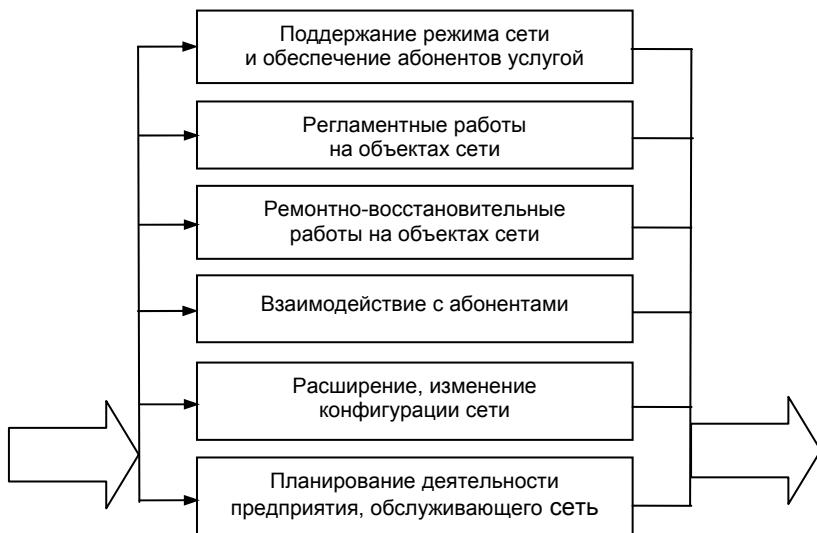 Поддержание режима сети
и обеспечение абонентов услугой
Регламентные работы
на объектах сети
Ремонтно-восстановительные
работы на объектах сети
Взаимодействие с абонентами
Расширение, изменение
конфигурации сети
Планирование деятельности
предприятия, обслуживающего сеть